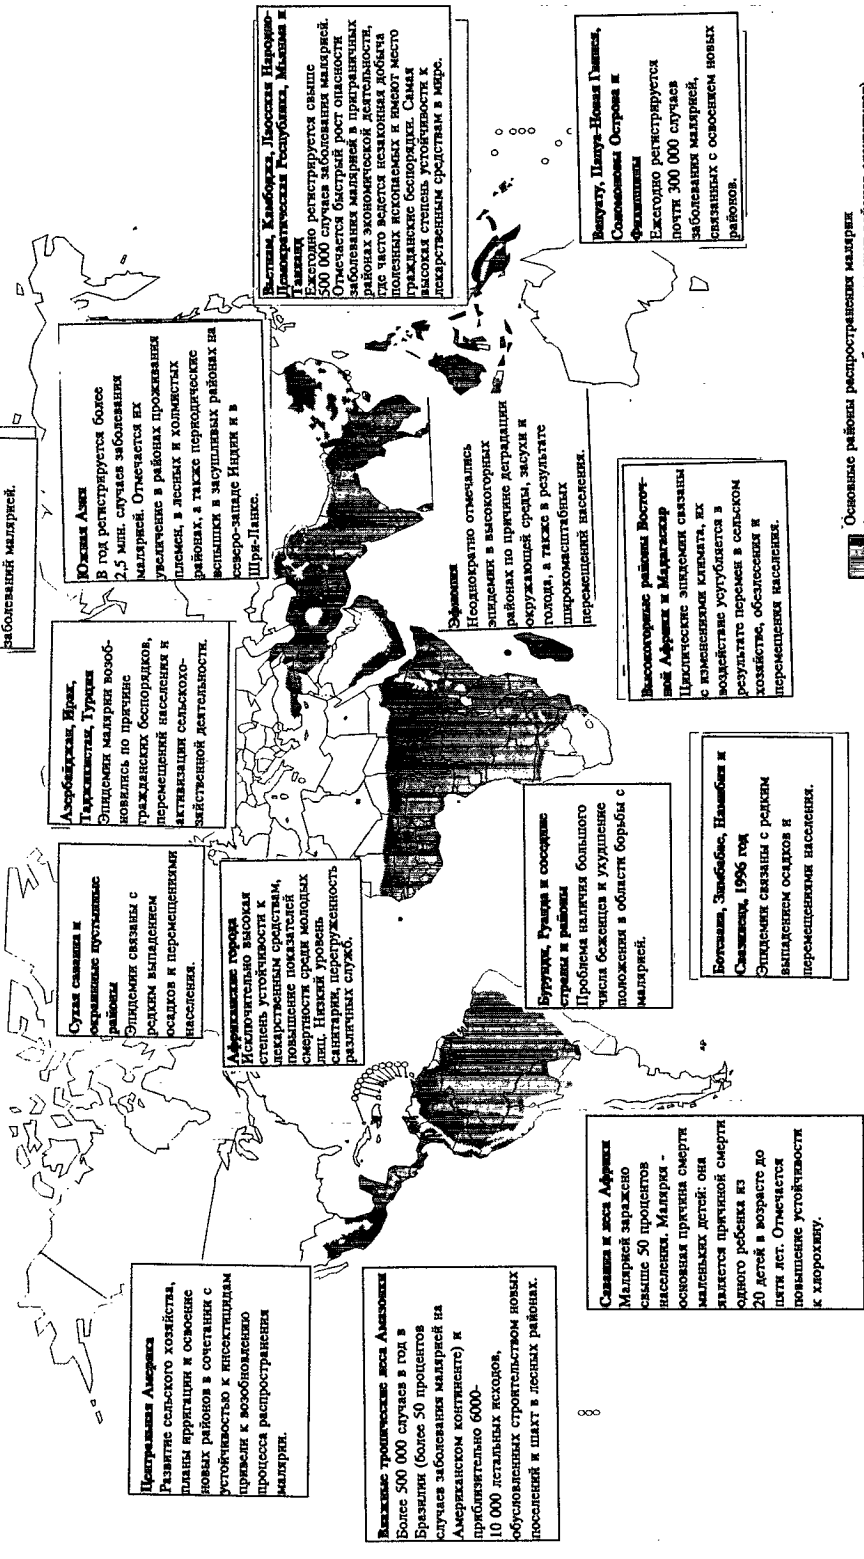 Центральная Америка
Развитие сельского хозяйства,
планы ирригации и освоение
новых районов в сочетании с
устойчивостью к инсектицидам
привели к возобновлению
процесса распространения
малярии.
Влажные тропические леса Амазонки
Более 500 000 случаев в год в
Бразилии (более 50 процентов
случаев заболевания малярией на
Американском континенте) и
приблизительно 6000-
10 000 летальных исходов,
обусловленных строительством новых
поселений и шахт в лесных районах.
Саванна и леса Африки
Малярией заражено
свыше 50 процентов
населения. Малярия -
основная причина смерти
маленьких детей: она
является причиной смерти
одного ребенка из
20 детей в возрасте до
пяти лет. Отмечается
повышение устойчивости
к хлорохину.
Сухая саванна и
окраинные пустынные
районы
Эпидемии связаны с
редким выпадением
осадков и перемещениями
населения.
Африканские города
Исключительно высокая
степень устойчивости к
лекарственным средствам,
повышение показателей
смертности среди молодых
лиц. Низкий уровень
санитарии, перегруженность
различных служб.
Бурунди, Руанда и соседние
страны и районы
Проблема наличия большого
числа беженцев и ухудшение
положения в области борьбы с
малярией.
Ботсвана, Зимбабве, Намибия и
Свазиленд, 1996 год
Эпидемии связаны с редким
выпадением осадков и
перемещениями населения.
Азербайджан, Ирак,
Таджикистан, Турция
Эпидемии малярии возоб-
новились по причине
гражданских беспорядков,
перемещений населения и
активизации сельскохо-
зяйственной деятельности.
заболеваний малярией.
Южная Азия
В год регистрируется более
2,5 млн. случаев заболевания
малярией. Отмечается их
увеличение в районах проживания
племен, в лесных и холмистых
районах, а также периодические
вспышки в засушливых районах на
северо-западе Индии и в
Шри-Ланке.
Эфиопия
Неоднократно отмечались
эпидемии в высокогорных
районах по причине деградации
окружающей среды, засухи и
голода, а также в результате
широкомасштабных
перемещений населения.
Высокогорные районы Восточ-
ной Африки и Мадагаскар
Циклические эпидемии связаны
с изменениями климата, их
воздействие усугубляется в
результате перемен в сельском
хозяйстве, обезлесения и
перемещения населения.
Вьетнам, Камбоджа, Лаосская Народно-
Демократическая Республика, Мьянма и
Таиланд
Ежегодно регистрируется свыше
500 000 случаев заболевания малярией.
Отмечается быстрый рост опасности
заболевания малярией в приграничных
районах экономической деятельности,
где часто ведется незаконная добыча
полезных ископаемых и имеют место
гражданские беспорядки. Самая
высокая степень устойчивости к
лекарственным средствам в мире.
Вануату, Папуа-Новая Гвинея,
Соломоновы Острова и
Филиппины
Ежегодно регистрируется
почти 300 000 случаев
заболевания малярией,
связанных с освоением новых
районов.
Основные районы распространения малярии